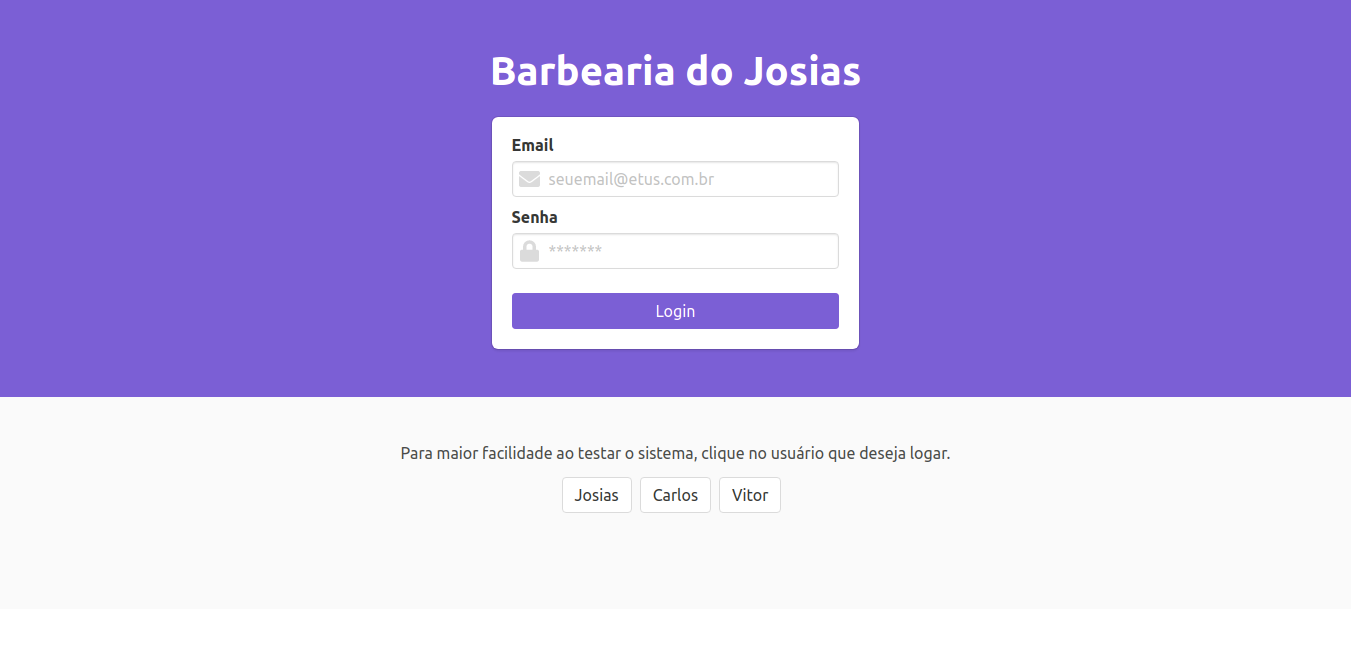 Barbearia do Josias
Email
seuemail@etus.com.br
Senha
*******
Login
Para maior facilidade ao testar o sistema, clique no usuário que deseja logar.
Josias Carlos Vitor